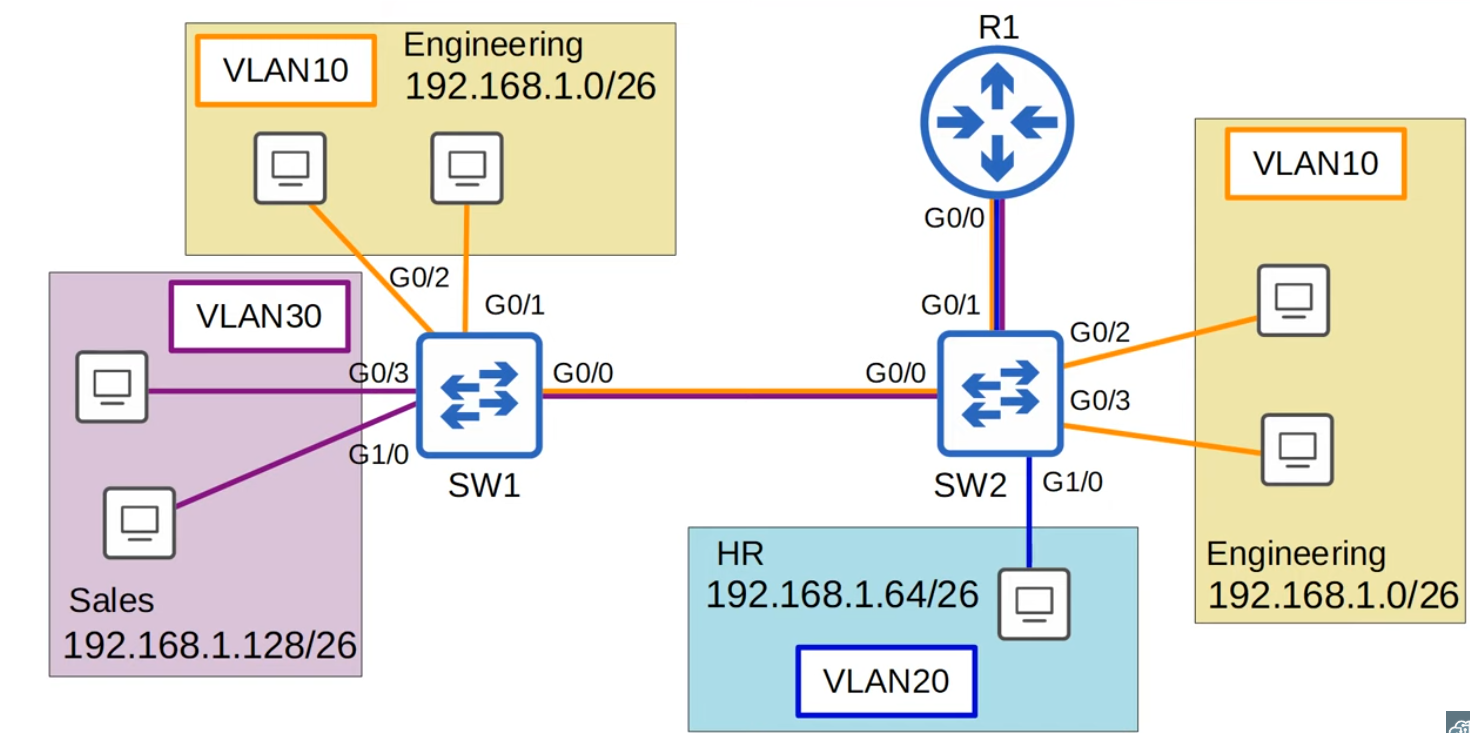 R1
VLAN10
Engineering
192.168.1.0/26
VLAN10
G0/0
G0/2
G0/1
G0/1
VLAN30
G0/2
G0/3
G0/0
G0/0
G0/3
G1/0
SW1
SW2
G1/0
HR
192.168.1.64/26
Engineering
192.168.1.0/26
Sales
192.168.1.128/26
VLAN20